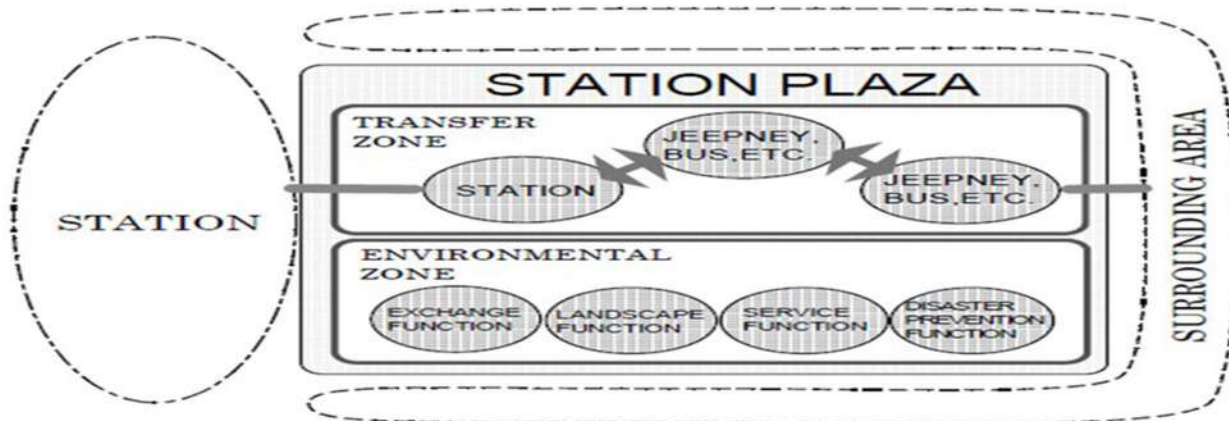 STATION PLAZA
TRANSFER
ZONE
JEEPNEY,
BUS,ETC.
STATION
JEEPNEY,
BUS,ETC.
STATION
ENVIRONMENTAL
ZONE
EXCHANGE
FUNCTION
LANDSCAPE
FUNCTION
SERVICE
FUNCTION
DISASTER
PREVENTION
FUNCTION
SURROUNDING AREA